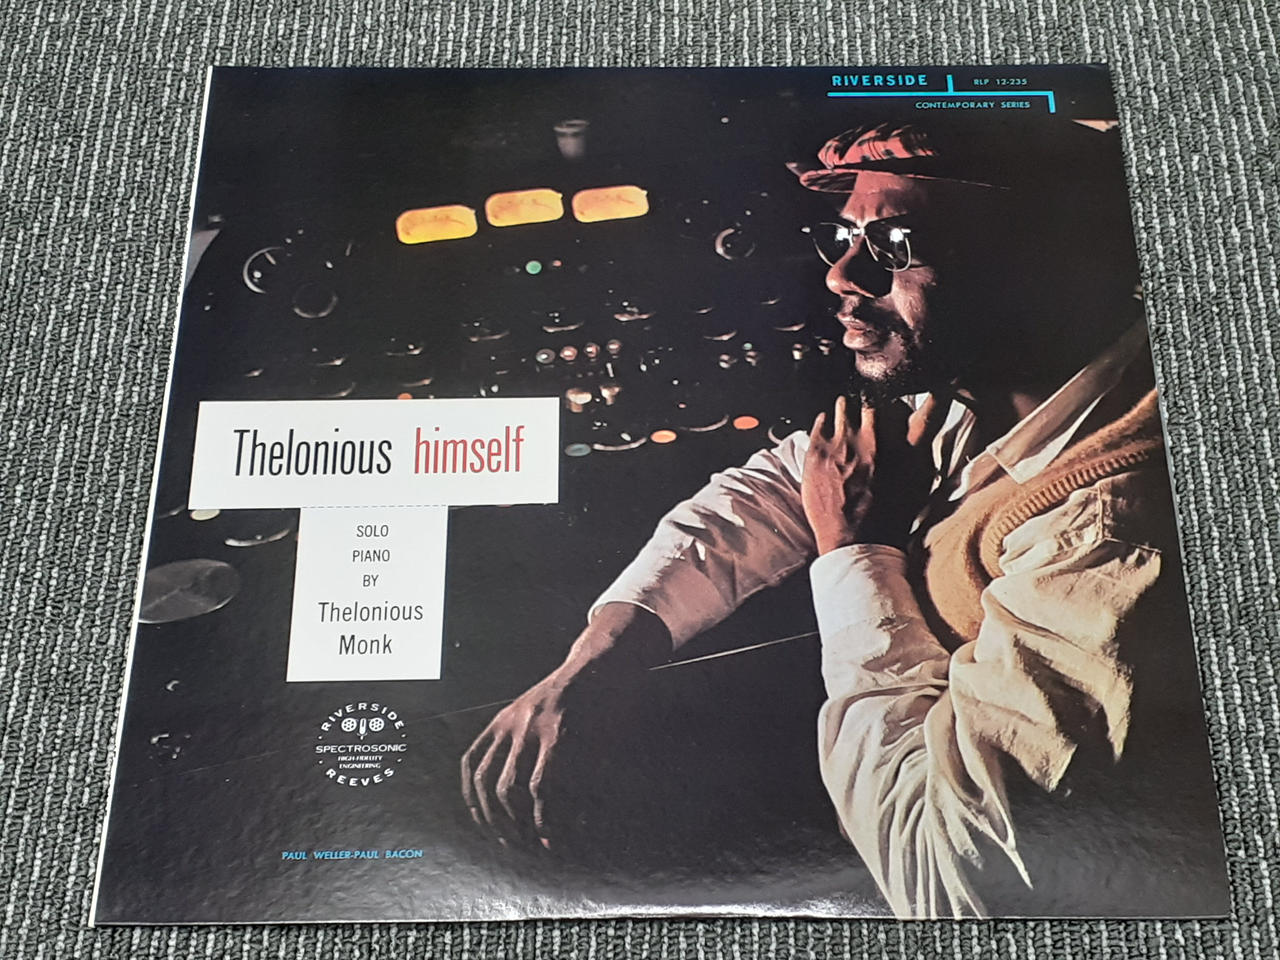 RIVERSIDE RLP 12-235
CONTEMPORARY SERIES
Thelonious himself
SOLO
PIANO
BY
Thelonious
Monk
RIVERSIDE
SPECTROSONIC
HIGH-FIDELITY
ENGINEERING
REEVES
PAUL WELLER-PAUL BACON